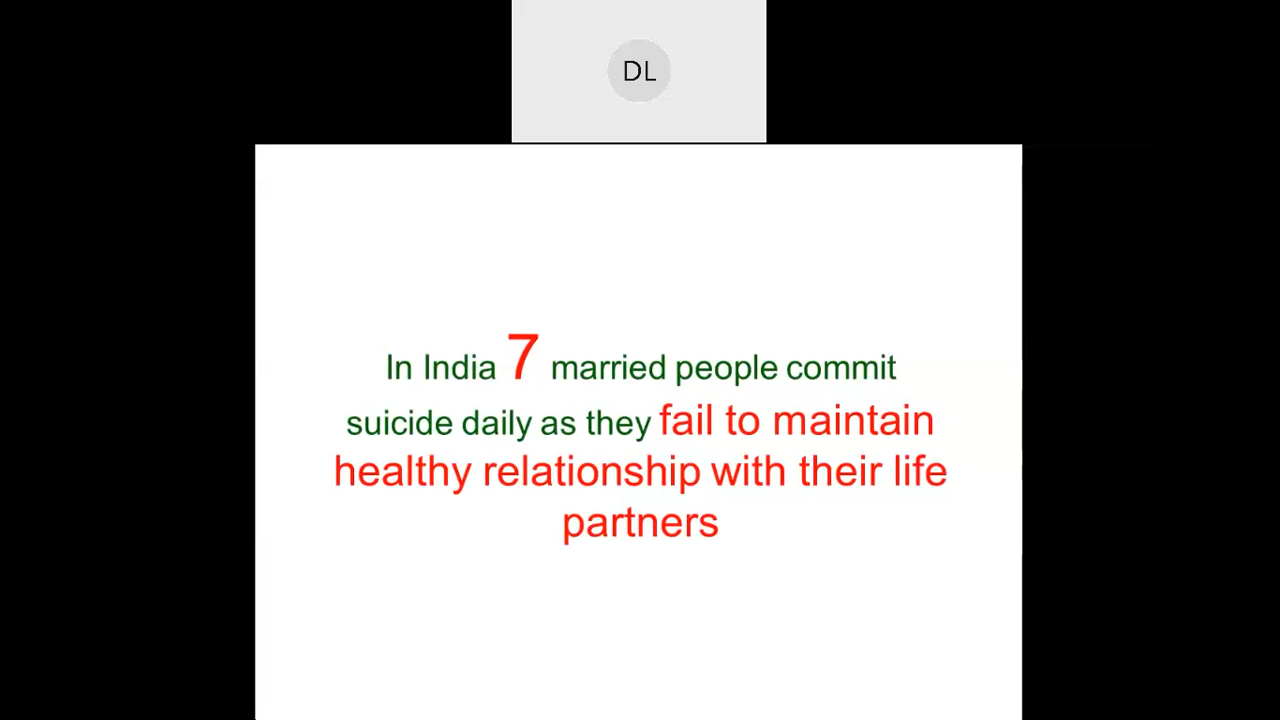 DL
In India 7 married people commit
suicide daily as they fail to maintain
healthy relationship with their life
partners